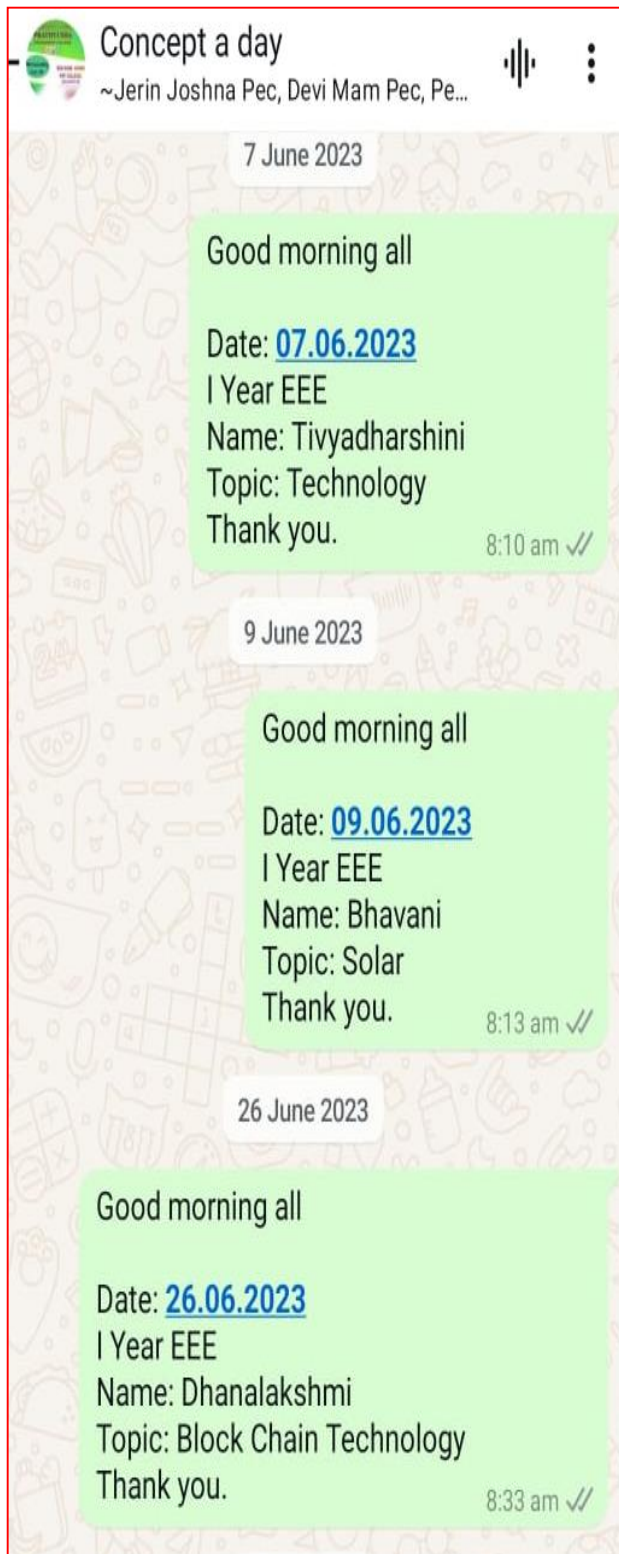 Concept a day
~Jerin Joshna Pec, Devi Mam Pec, Pe...
7 June 2023
Good morning all
Date: 07.06.2023
I Year EEE
Name: Tivyadharshini
Topic: Technology
Thank you.
8:10 am
9 June 2023
Good morning all
Date: 09.06.2023
I Year EEE
Name: Bhavani
Topic: Solar
Thank you.
8:13 am
26 June 2023
Good morning all
Date: 26.06.2023
I Year EEE
Name: Dhanalakshmi
Topic: Block Chain Technology
Thank you.
8:33 am